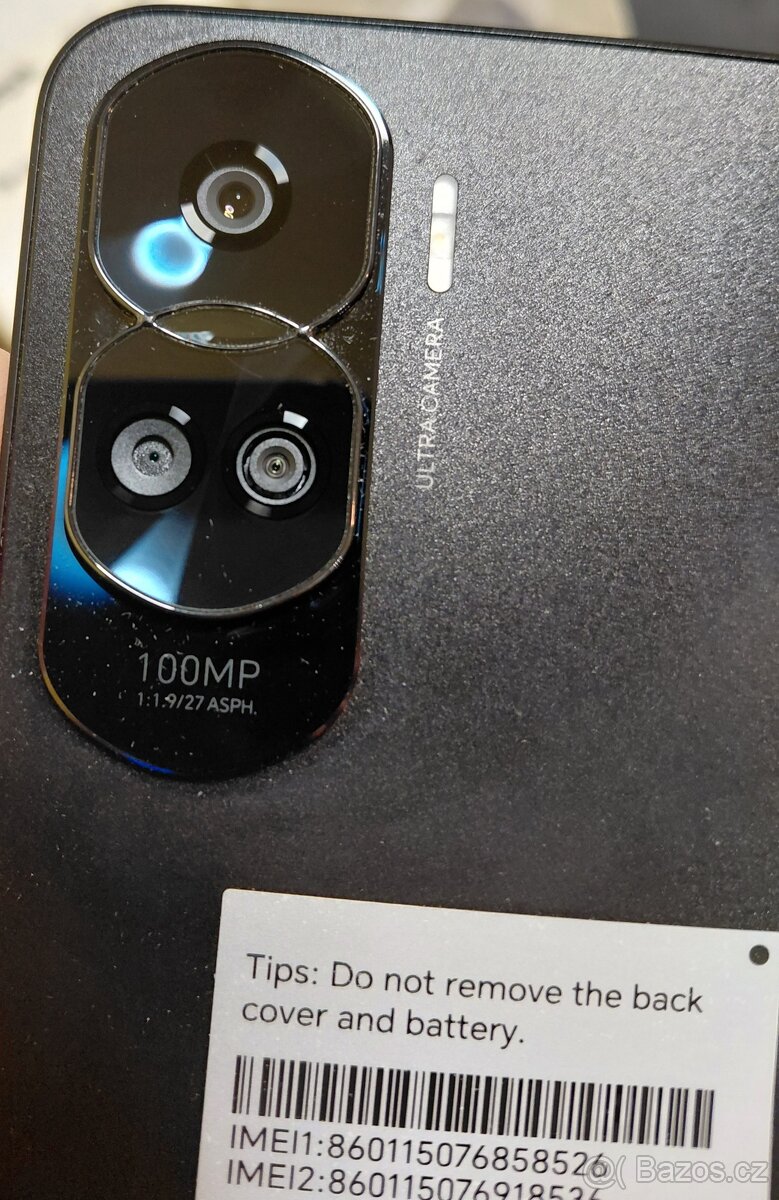 ULTRA CAMERA
100MP
1:1.9/27 ASPH.
Tips: Do not remove the back
cover and battery.
IMEI1:860115076858526
IMEI2:860115076918536
Bazos.cz